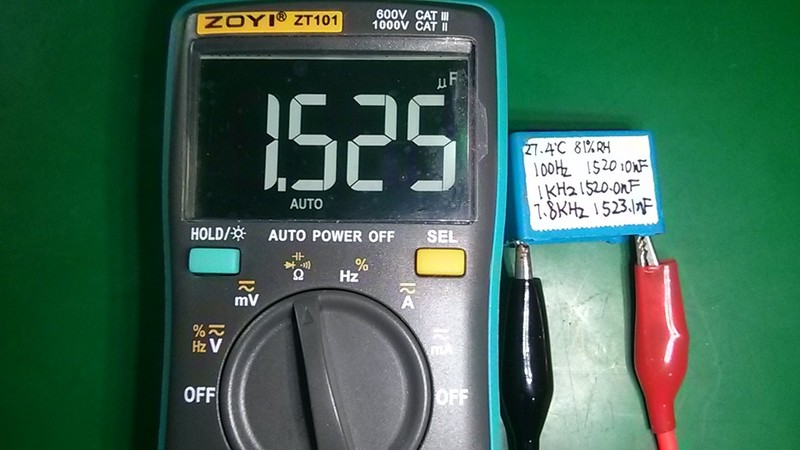 ZOYI® ZT101
600V CAT III
1000V CAT II
µF
1.525
AUTO
HOLD/☼ AUTO POWER OFF SEL
Ω
Hz %
mV
A
% Hz V
mA
OFF
OFF
27.4°C 81%RH
100Hz 1520.0nF
1KHz 1520.0nF
7.8KHz 1523.1nF